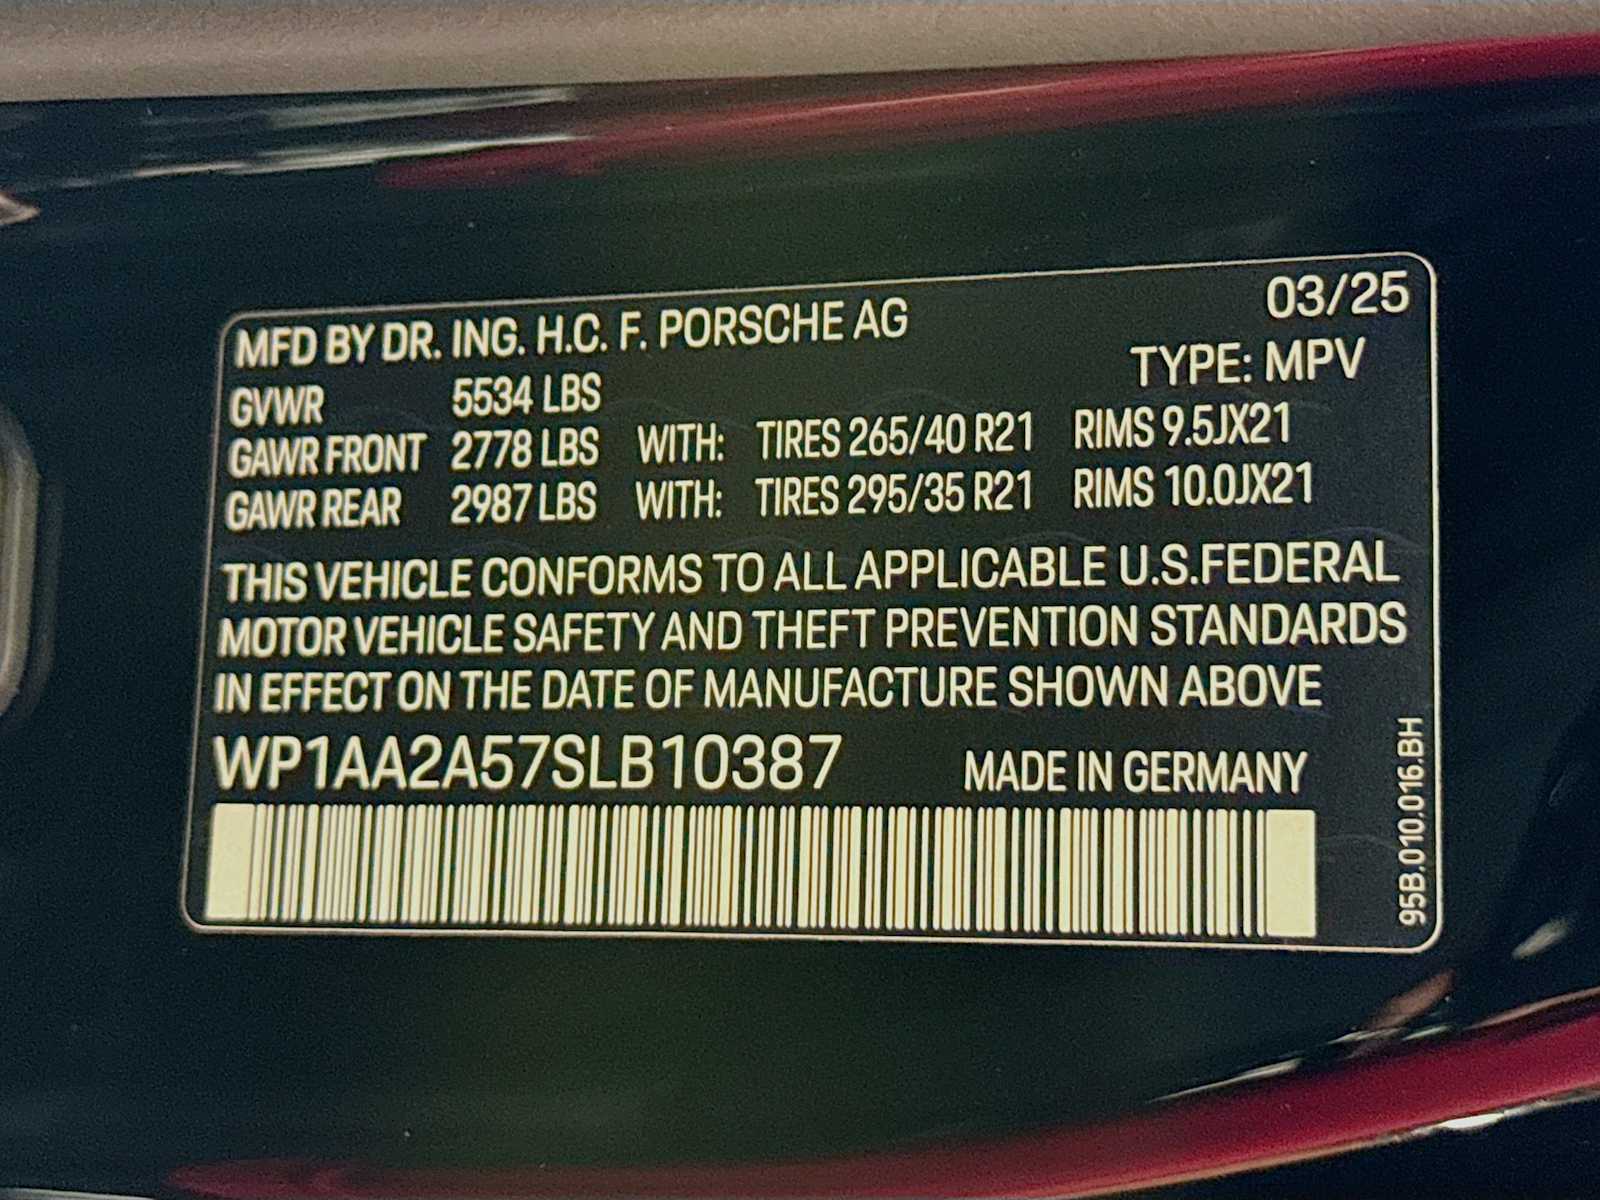 03/25
MFD BY DR. ING. H.C. F. PORSCHE AG
TYPE: MPV
GVWR 5534 LBS
GAWR FRONT 2778 LBS WITH: TIRES 265/40 R21 RIMS 9.5JX21
GAWR REAR 2987 LBS WITH: TIRES 295/35 R21 RIMS 10.0JX21
THIS VEHICLE CONFORMS TO ALL APPLICABLE U.S.FEDERAL
MOTOR VEHICLE SAFETY AND THEFT PREVENTION STANDARDS
IN EFFECT ON THE DATE OF MANUFACTURE SHOWN ABOVE
WP1AA2A57SLB10387 MADE IN GERMANY
95B.010.016.BH